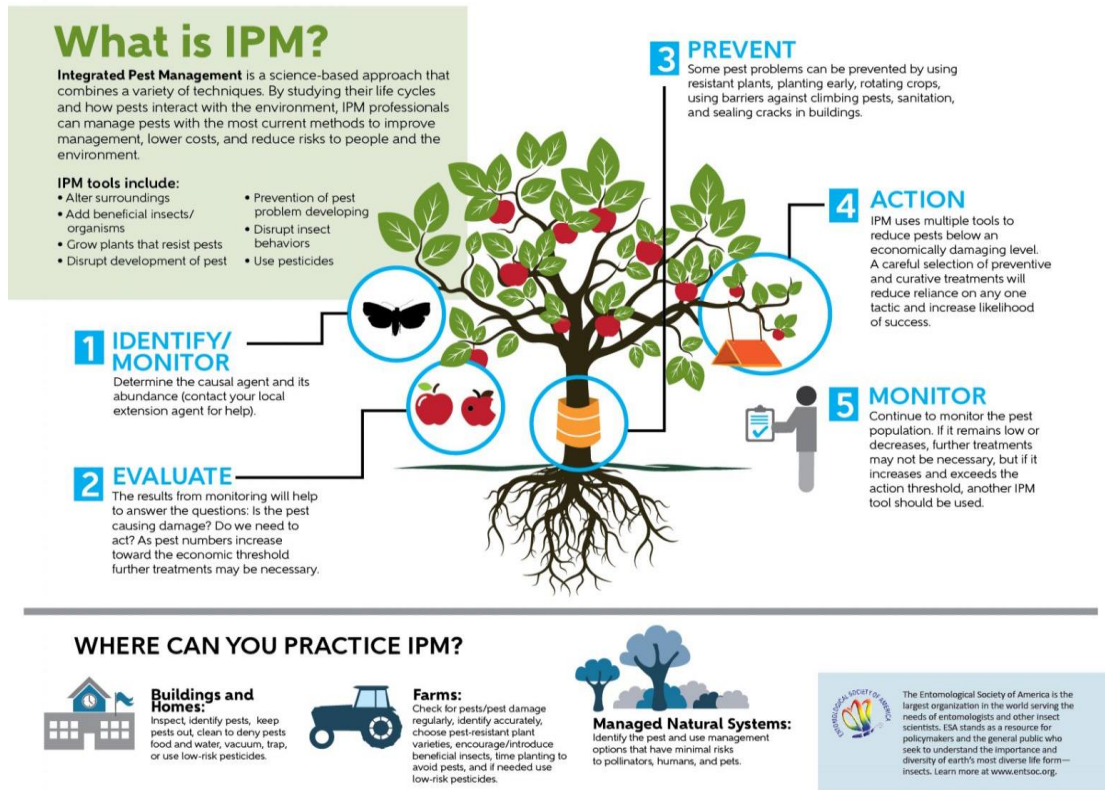 What is IPM?
Integrated Pest Management is a science-based approach that
combines a variety of techniques. By studying their life cycles
and how pests interact with the environment, IPM professionals
can manage pests with the most current methods to improve
management, lower costs, and reduce risks to people and the
environment.
IPM tools include:
• Alter surroundings
• Add beneficial insects/
organisms
• Grow plants that resist pests
• Disrupt development of pest
• Prevention of pest
problem developing
• Disrupt insect
behaviors
• Use pesticides
1 IDENTIFY/
MONITOR
Determine the causal agent and its
abundance (contact your local
extension agent for help).
2 EVALUATE
The results from monitoring will help
to answer the questions: Is the pest
causing damage? Do we need to
act? As pest numbers increase
toward the economic threshold
further treatments may be necessary.
3 PREVENT
Some pest problems can be prevented by using
resistant plants, planting early, rotating crops,
using barriers against climbing pests, sanitation,
and sealing cracks in buildings.
4 ACTION
IPM uses multiple tools to
reduce pests below an
economically damaging level.
A careful selection of preventive
and curative treatments will
reduce reliance on any one
tactic and increase likelihood
of success.
5 MONITOR
Continue to monitor the pest
population. If it remains low or
decreases, further treatments
may not be necessary, but if it
increases and exceeds the
action threshold, another IPM
tool should be used.
WHERE CAN YOU PRACTICE IPM?
Buildings and
Homes:
Inspect, identify pests, keep
pests out, clean to deny pests
food and water, vacuum, trap,
or use low-risk pesticides.
Farms:
Check for pests/pest damage
regularly, identify accurately,
choose pest-resistant plant
varieties, encourage/introduce
beneficial insects, time planting to
avoid pests, and if needed use
low-risk pesticides.
Managed Natural Systems:
Identify the pest and use management
options that have minimal risks
to pollinators, humans, and pets.
ENTOMOLOGICAL SOCIETY OF AMERICA
The Entomological Society of America is the
largest organization in the world serving the
needs of entomologists and other insect
scientists. ESA stands as a resource for
policymakers and the general public who
seek to understand the importance and
diversity of earth's most diverse life form—
insects. Learn more at www.entsoc.org.